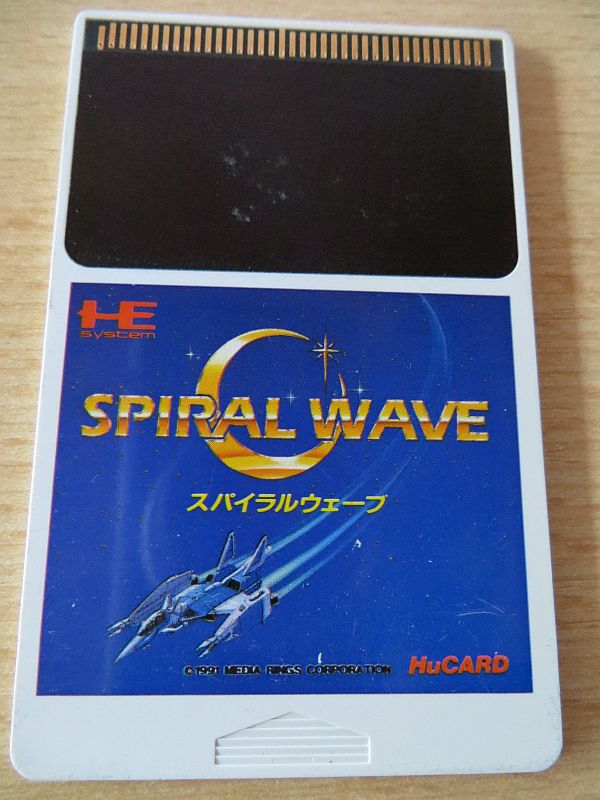 HE
system
SPIRAL WAVE
スパイラルウェーブ
©1991 MEDIA RINGS CORPORATION
HuCARD